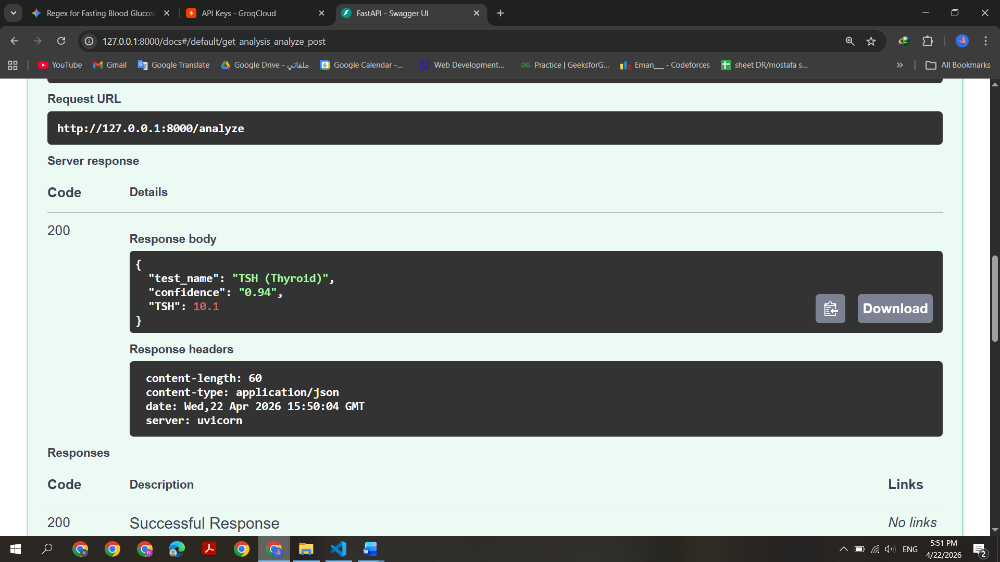 Regex for Fasting Blood Glucose
API Keys - GroqCloud
FastAPI - Swagger UI
127.0.0.1:8000/docs#/default/get_analysis_analyze_post
YouTube
Gmail
Google Translate
Google Drive - ملفاتي
Google Calendar -...
Web Development...
Practice | GeeksforG...
Eman__ - Codeforces
sheet DR/mostafa s...
All Bookmarks
Request URL
http://127.0.0.1:8000/analyze
Server response
Code Details
200
Response body
{
"test_name": "TSH (Thyroid)",
"confidence": "0.94",
"TSH": 10.1
}
Download
Response headers
content-length: 60
content-type: application/json
date: Wed,22 Apr 2026 15:50:04 GMT
server: uvicorn
Responses
Code Description Links
200 Successful Response No links
ENG
5:51 PM
4/22/2026
2